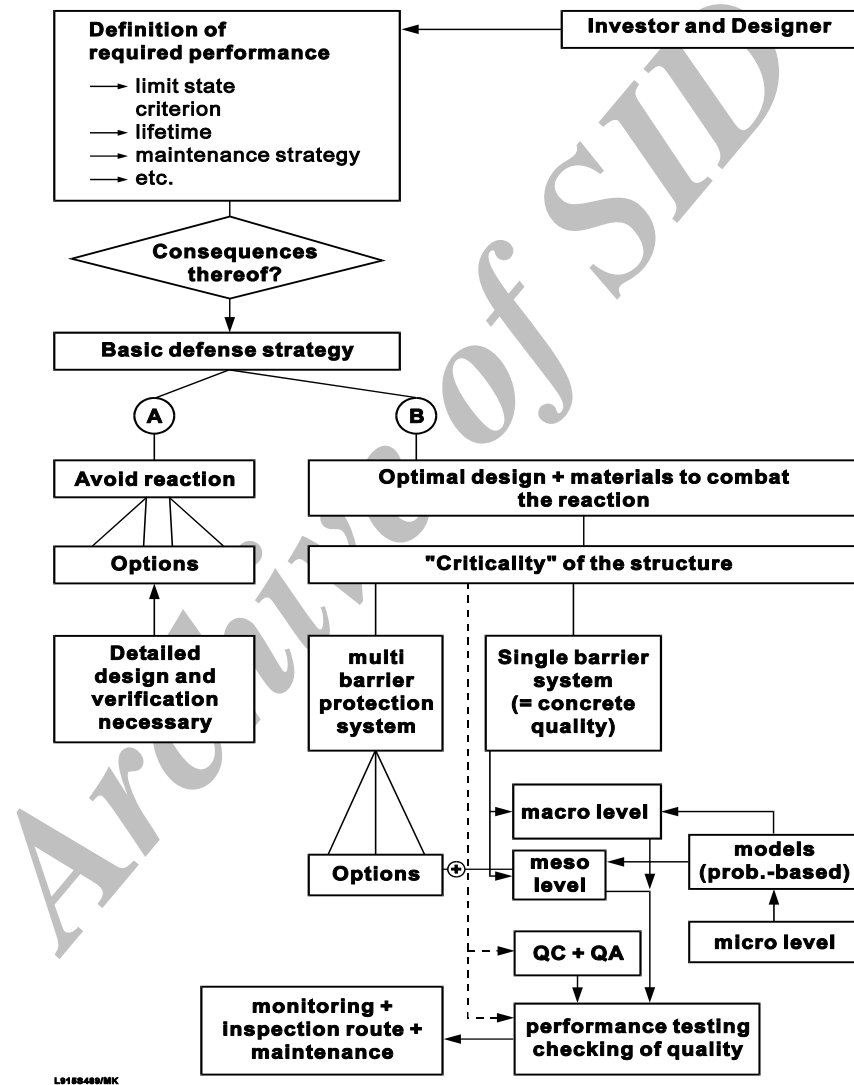 Definition of
required performance
→ limit state
criterion
→ lifetime
→ maintenance strategy
→ etc.
Investor and Designer
Consequences
thereof?
Basic defense strategy
A
B
Avoid reaction
Optimal design + materials to combat
the reaction
Options
"Criticality" of the structure
Detailed
design and
verification
necessary
multi
barrier
protection
system
Single barrier
system
(= concrete
quality)
macro level
Options
+
meso
level
models
(prob.-based)
micro level
QC + QA
monitoring +
inspection route +
maintenance
performance testing
checking of quality
L915S489/MK
Archive of SID